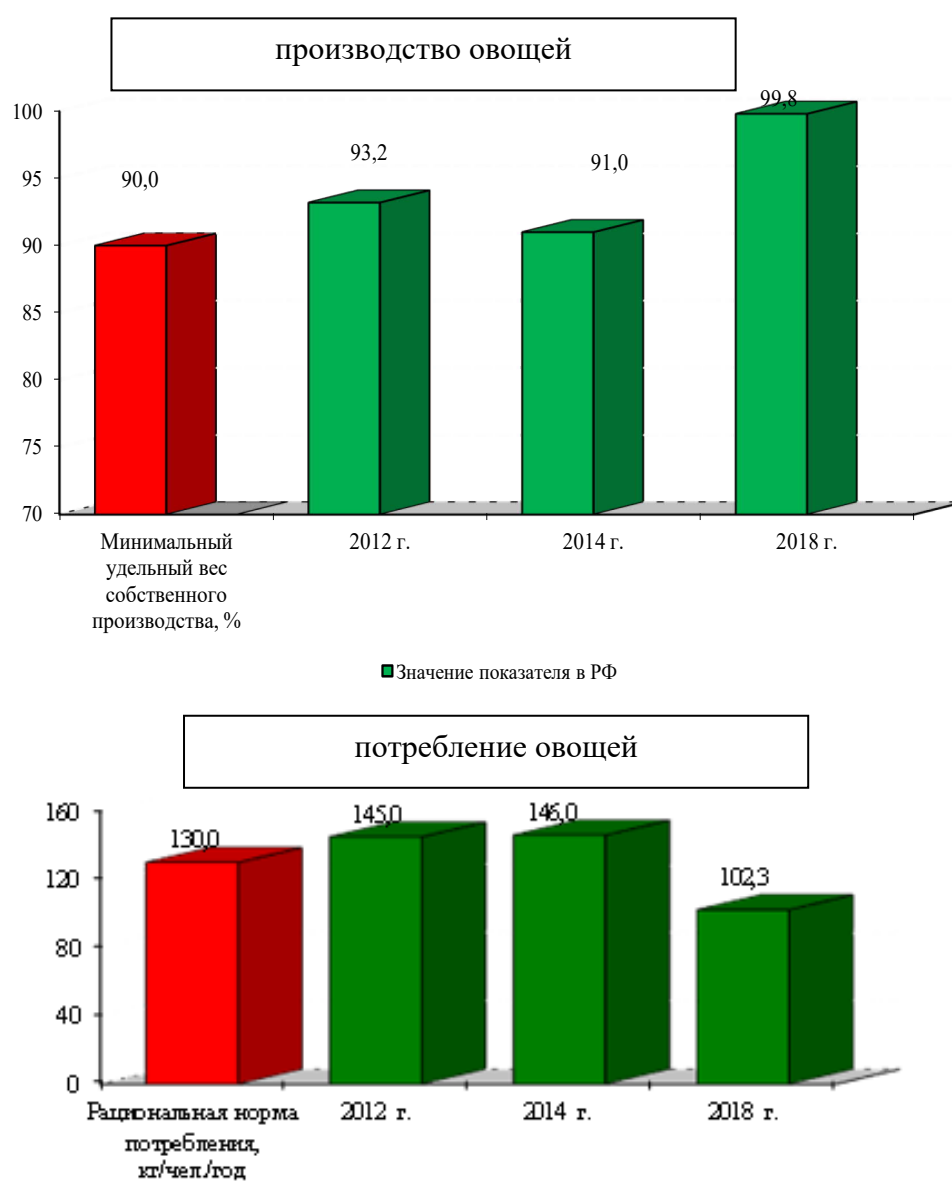 производство овощей
100
95
90
85
80
75
70
90,0
93,2
91,0
99,8
Минимальный
удельный вес
собственного
производства, %
2012 г.
2014 г.
2018 г.
Значение показателя в РФ
потребление овощей
160
120
80
40
0
130,0
145,0
146,0
102,3
Рациональная норма
потребления,
кг/чел./год
2012 г.
2014 г.
2018 г.